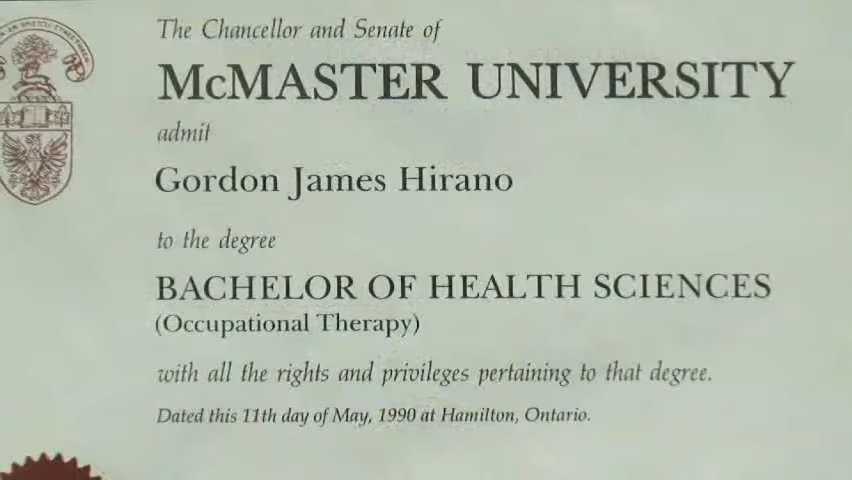 The Chancellor and Senate of
McMASTER UNIVERSITY
admit
Gordon James Hirano
to the degree
BACHELOR OF HEALTH SCIENCES
(Occupational Therapy)
with all the rights and privileges pertaining to that degree.
Dated this 11th day of May, 1990 at Hamilton, Ontario.